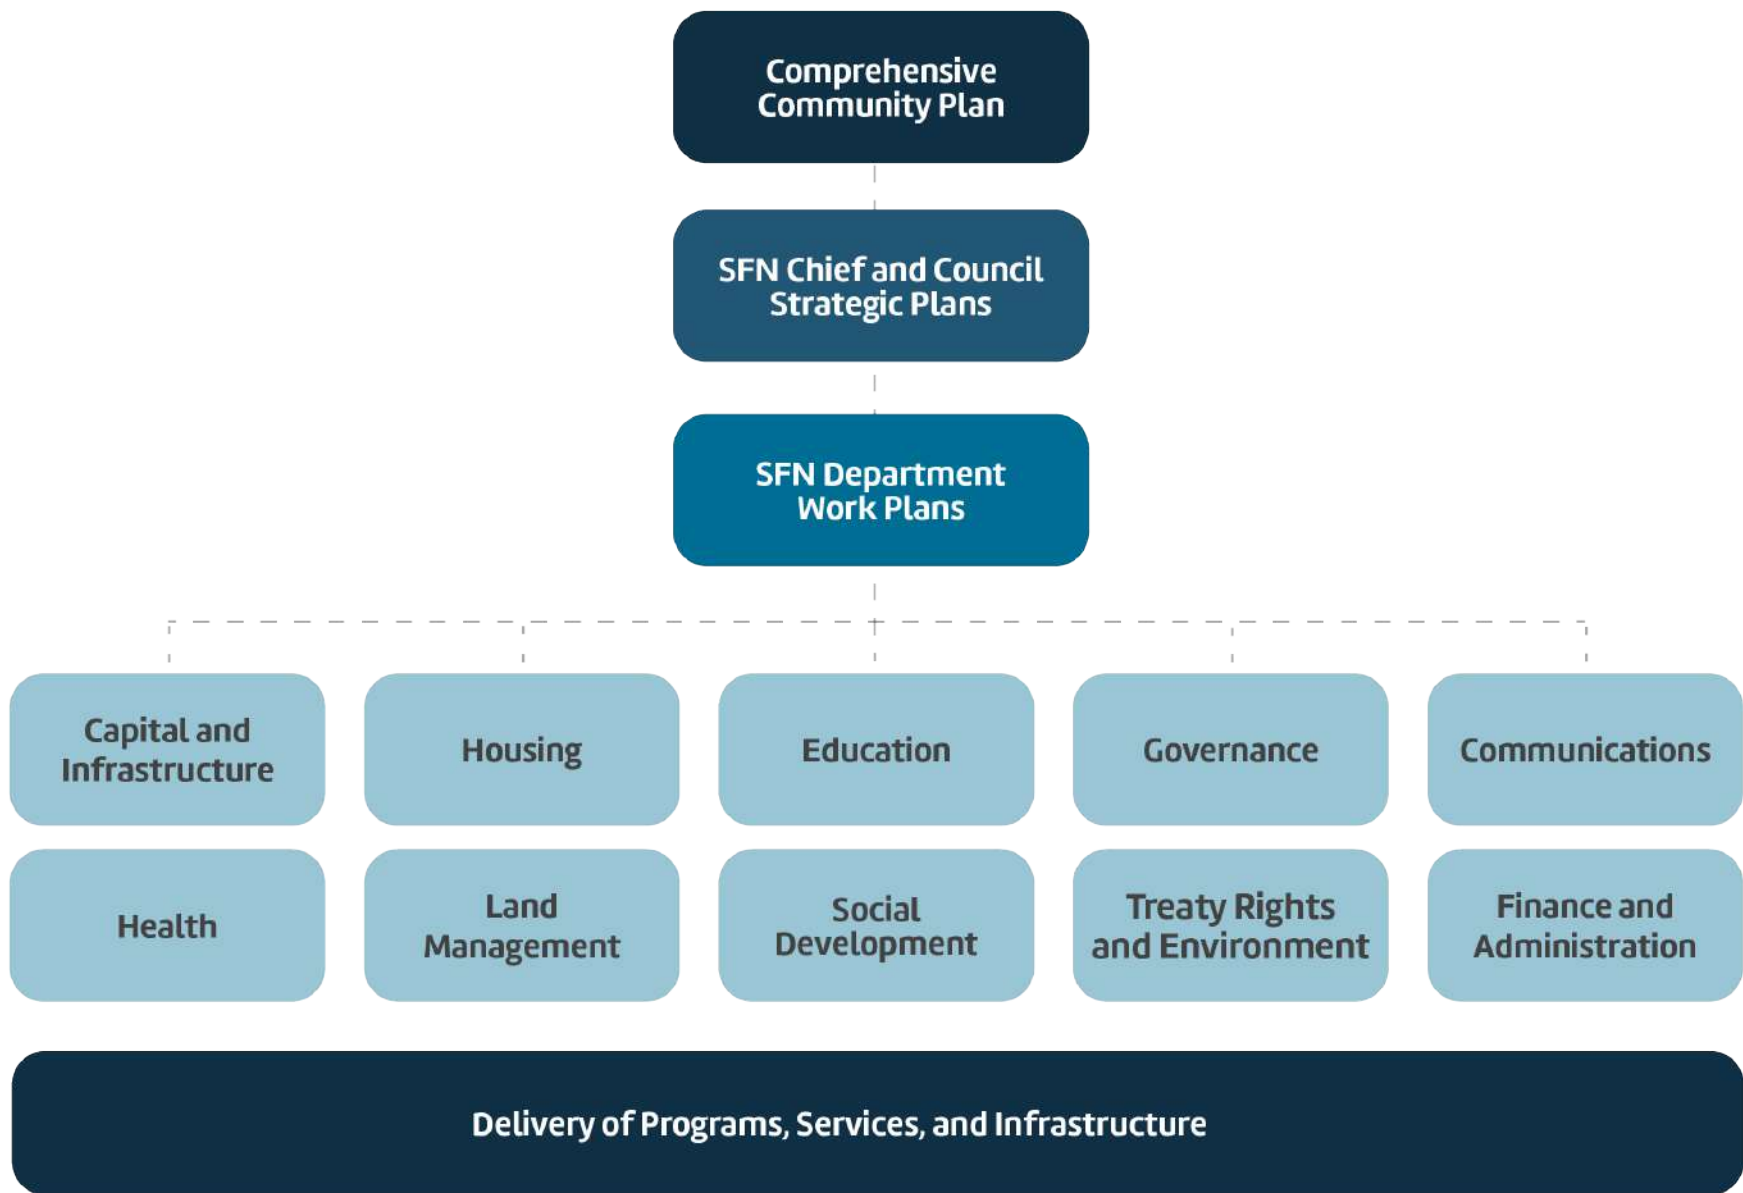 Comprehensive
Community Plan
SFN Chief and Council
Strategic Plans
SFN Department
Work Plans
Capital and
Infrastructure
Housing
Education
Governance
Communications
Health
Land
Management
Social
Development
Treaty Rights
and Environment
Finance and
Administration
Delivery of Programs, Services, and Infrastructure